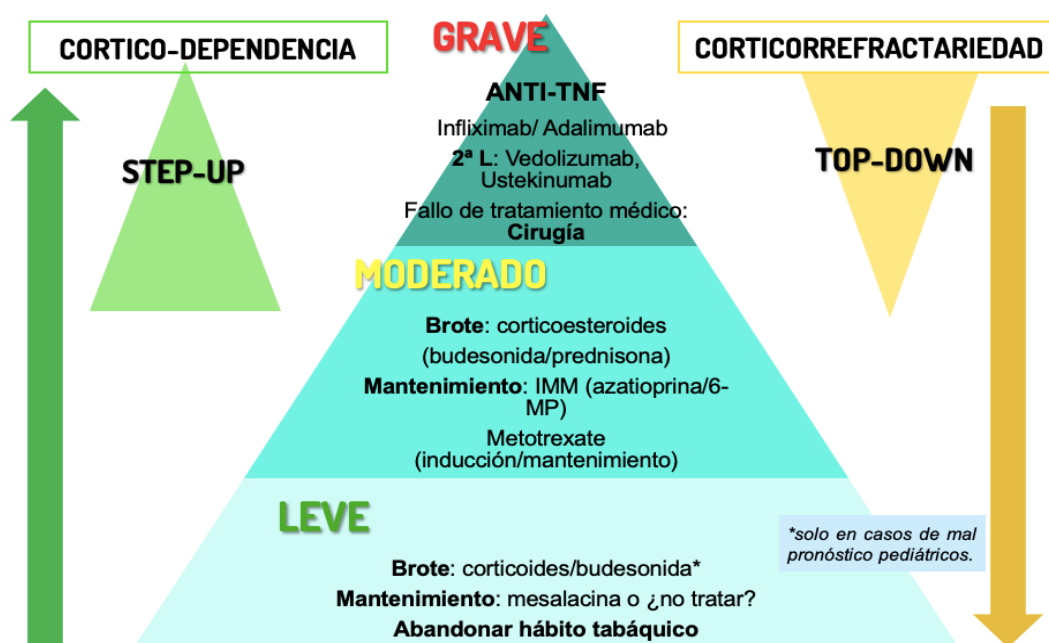 CORTICO-DEPENDENCIA
GRAVE
CORTICORREFRACTARIEDAD
STEP-UP
ANTI-TNF
Infliximab/ Adalimumab
2ª L: Vedolizumab,
Ustekinumab
Fallo de tratamiento médico:
Cirugía
TOP-DOWN
MODERADO
Brote: corticoesteroides
(budesonida/prednisona)
Mantenimiento: IMM (azatioprina/6-
MP)
Metotrexate
(inducción/mantenimiento)
LEVE
Brote: corticoides/budesonida*
Mantenimiento: mesalacina o ¿no tratar?
Abandonar hábito tabáquico
*solo en casos de mal
pronóstico pediátricos.